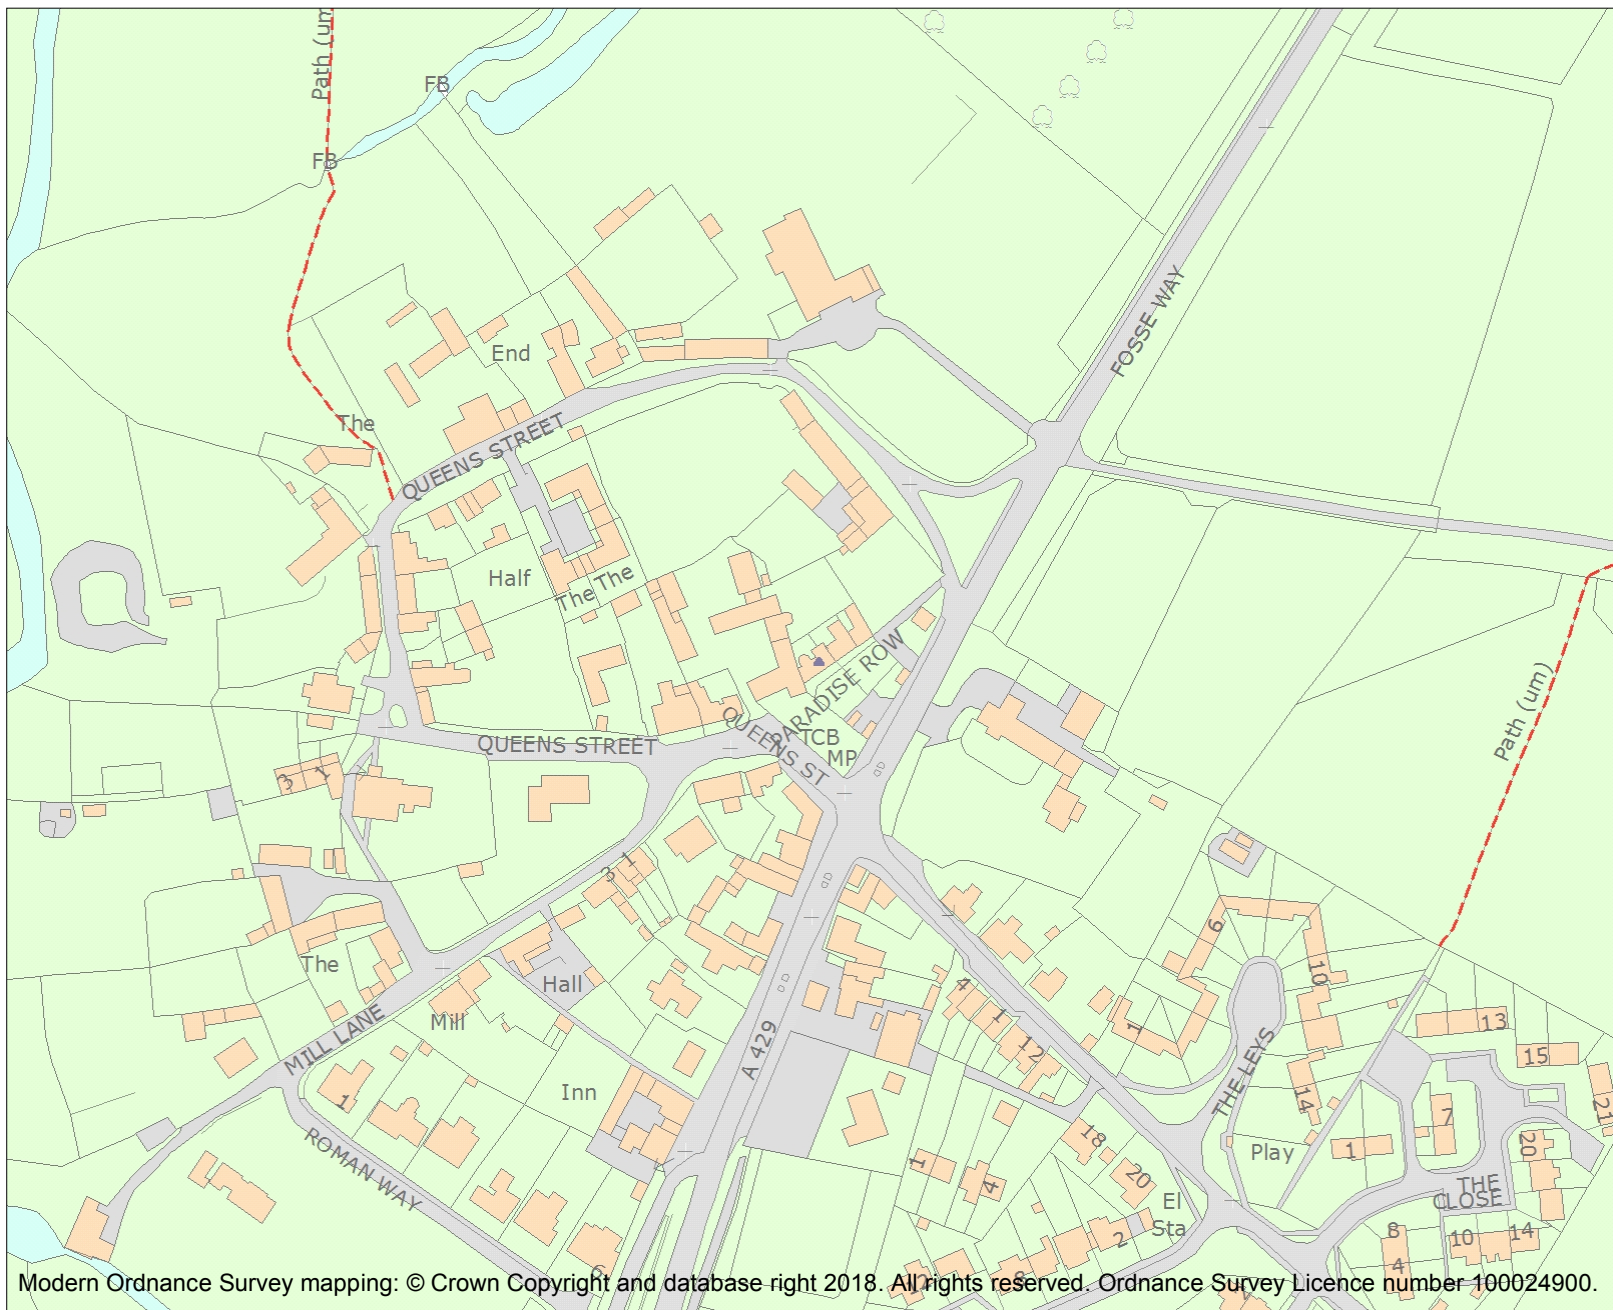 Path (um)
FB
FB
FOSSE WAY
End
The
QUEENS STREET
Half
The
The
PARADISE ROW
QUEENS ST
TCB
MP
QUEENS STREET
Path (um)
3
1
3
1
6
The
Hall
10
4
1
Mill
13
1
12
A 429
15
MILL LANE
THE LEYS
Inn
1
14
21
7
18
20
ROMAN WAY
Play
1
1
4
20
El
Sta
THE
CLOSE
2
8
10
14
4
6
8
Modern Ordnance Survey mapping: © Crown Copyright and database right 2018. All rights reserved. Ordnance Survey Licence number 100024900.